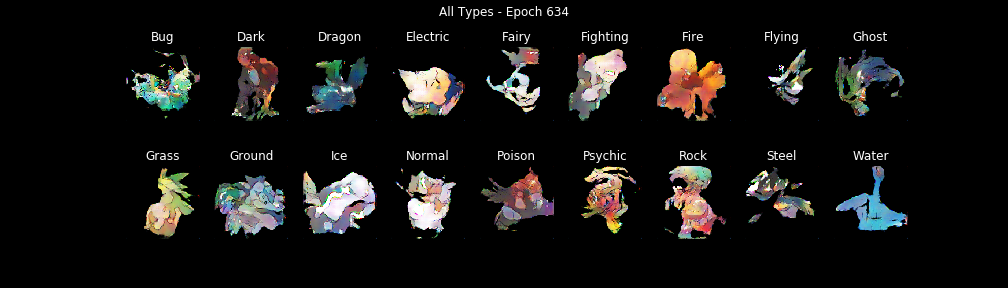 All Types - Epoch 634
Bug Dark Dragon Electric Fairy Fighting Fire Flying Ghost
Grass Ground Ice Normal Poison Psychic Rock Steel Water